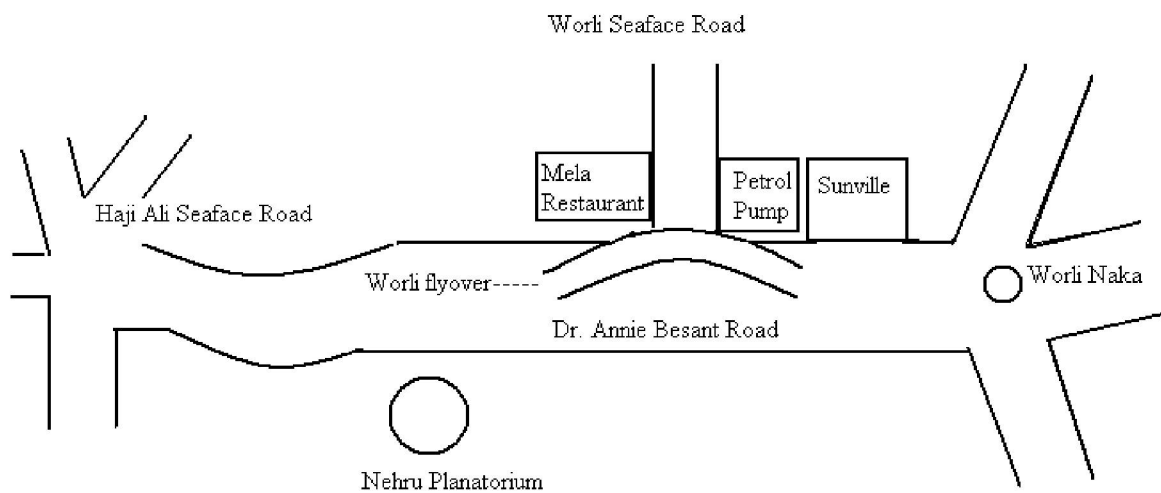 Worli Seaface Road
Mela
Restaurant
Petrol
Pump
Sunville
Haji Ali Seaface Road
Worli flyover-----
Worli Naka
Dr. Annie Besant Road
Nehru Planatorium